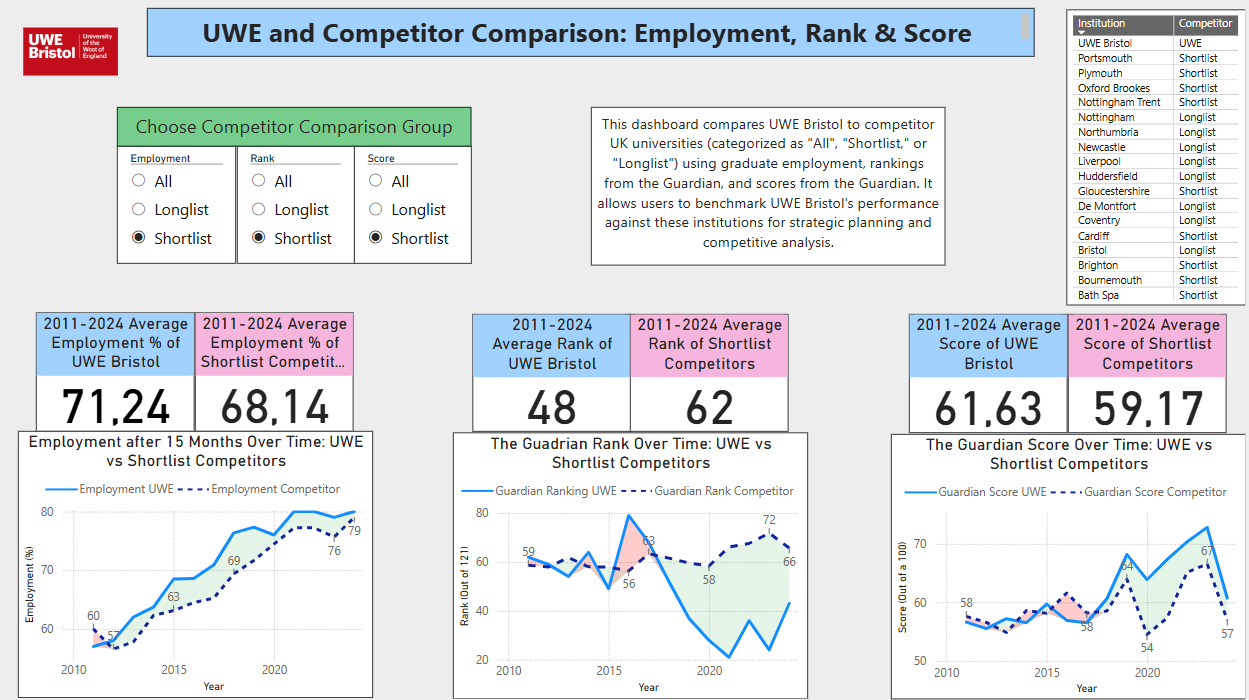 UWE Bristol
University of the West of England
UWE and Competitor Comparison: Employment, Rank & Score
Institution Competitor
UWE Bristol UWE
Portsmouth Shortlist
Plymouth Shortlist
Oxford Brookes Shortlist
Nottingham Trent Shortlist
Nottingham Longlist
Northumbria Longlist
Newcastle Longlist
Liverpool Longlist
Huddersfield Longlist
Gloucestershire Shortlist
De Montfort Longlist
Coventry Longlist
Cardiff Shortlist
Bristol Longlist
Brighton Shortlist
Bournemouth Shortlist
Bath Spa Shortlist
Choose Competitor Comparison Group
Employment Rank Score
All All All
Longlist Longlist Longlist
Shortlist Shortlist Shortlist
This dashboard compares UWE Bristol to competitor
UK universities (categorized as "All", "Shortlist," or
"Longlist") using graduate employment, rankings
from the Guardian, and scores from the Guardian. It
allows users to benchmark UWE Bristol's performance
against these institutions for strategic planning and
competitive analysis.
2011-2024 Average
Employment % of
UWE Bristol
71,24
2011-2024 Average
Employment % of
Shortlist Competit...
68,14
Employment after 15 Months Over Time: UWE
vs Shortlist Competitors
Employment UWE Employment Competitor
Employment (%)
80
70
60
60
57
63
69
76
79
2010 2015 2020
Year
2011-2024
Average Rank of
UWE Bristol
48
2011-2024 Average
Rank of Shortlist
Competitors
62
The Guadrian Rank Over Time: UWE vs
Shortlist Competitors
Guardian Ranking UWE Guardian Rank Competitor
Rank (Out of 121)
80
60
40
20
59
56
63
58
72
66
2010 2015 2020
Year
2011-2024 Average
Score of UWE
Bristol
61,63
2011-2024 Average
Score of Shortlist
Competitors
59,17
The Guardian Score Over Time: UWE vs
Shortlist Competitors
Guardian Score UWE Guardian Score Competitor
Score (Out of a 100)
70
60
50
58
58
64
54
67
57
2010 2015 2020
Year